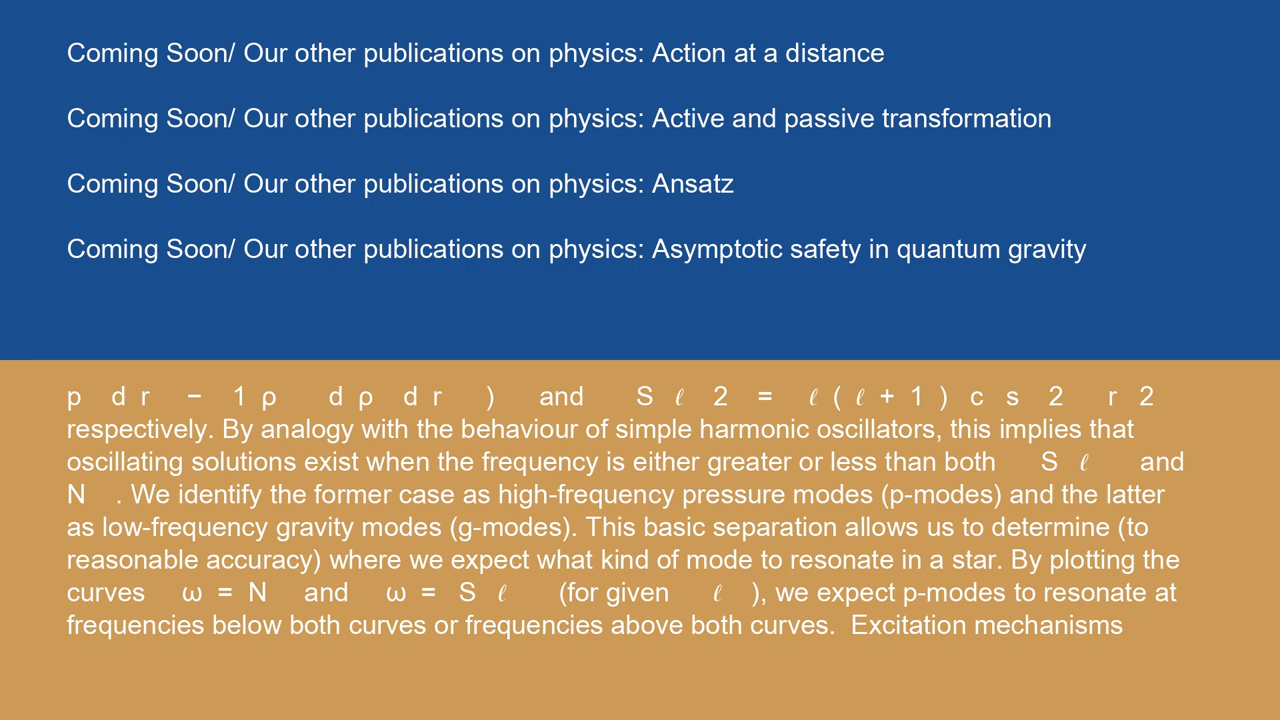 Coming Soon/ Our other publications on physics: Action at a distance
Coming Soon/ Our other publications on physics: Active and passive transformation
Coming Soon/ Our other publications on physics: Ansatz
Coming Soon/ Our other publications on physics: Asymptotic safety in quantum gravity
p d r − 1 ρ d ρ d r ) and S ℓ 2 = ℓ ( ℓ + 1 ) c s 2 r 2
respectively. By analogy with the behaviour of simple harmonic oscillators, this implies that
oscillating solutions exist when the frequency is either greater or less than both S ℓ and
N . We identify the former case as high-frequency pressure modes (p-modes) and the latter
as low-frequency gravity modes (g-modes). This basic separation allows us to determine (to
reasonable accuracy) where we expect what kind of mode to resonate in a star. By plotting the
curves ω = N and ω = S ℓ (for given ℓ ), we expect p-modes to resonate at
frequencies below both curves or frequencies above both curves. Excitation mechanisms